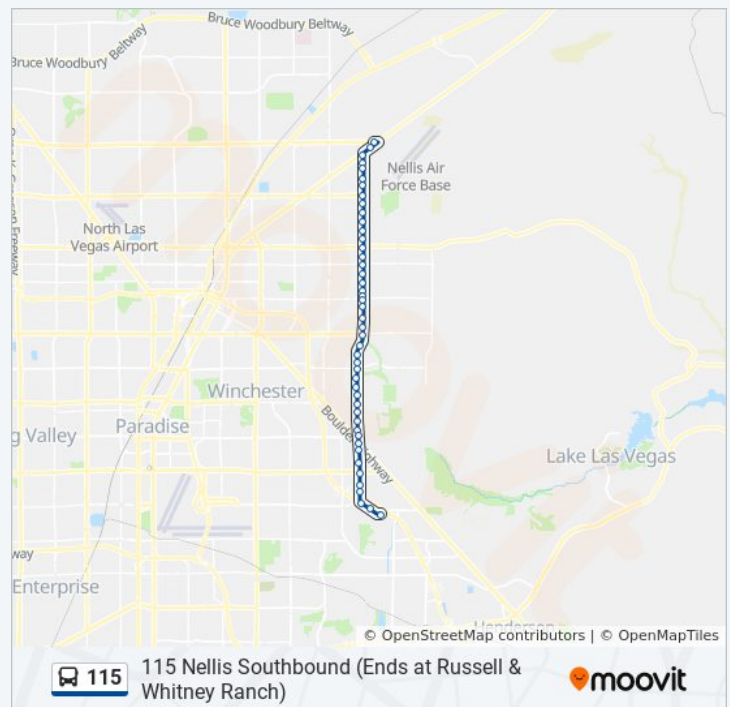 Bruce Woodbury Beltway
Bruce Woodbury Beltway
Nellis Air
Force Base
North Las
Vegas Airport
Winchester
Boulder Highway
Paradise
g Valley
Lake Las Vegas
way
Enterprise
Henderson
© OpenStreetMap contributors | © OpenMapTiles
115
115 Nellis Southbound (Ends at Russell &
Whitney Ranch)
moovit